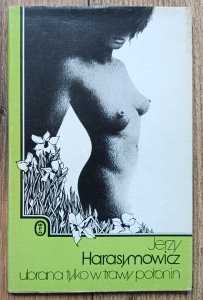 Jerzy
Harasymowicz
ubrana tylko w trawy połonin